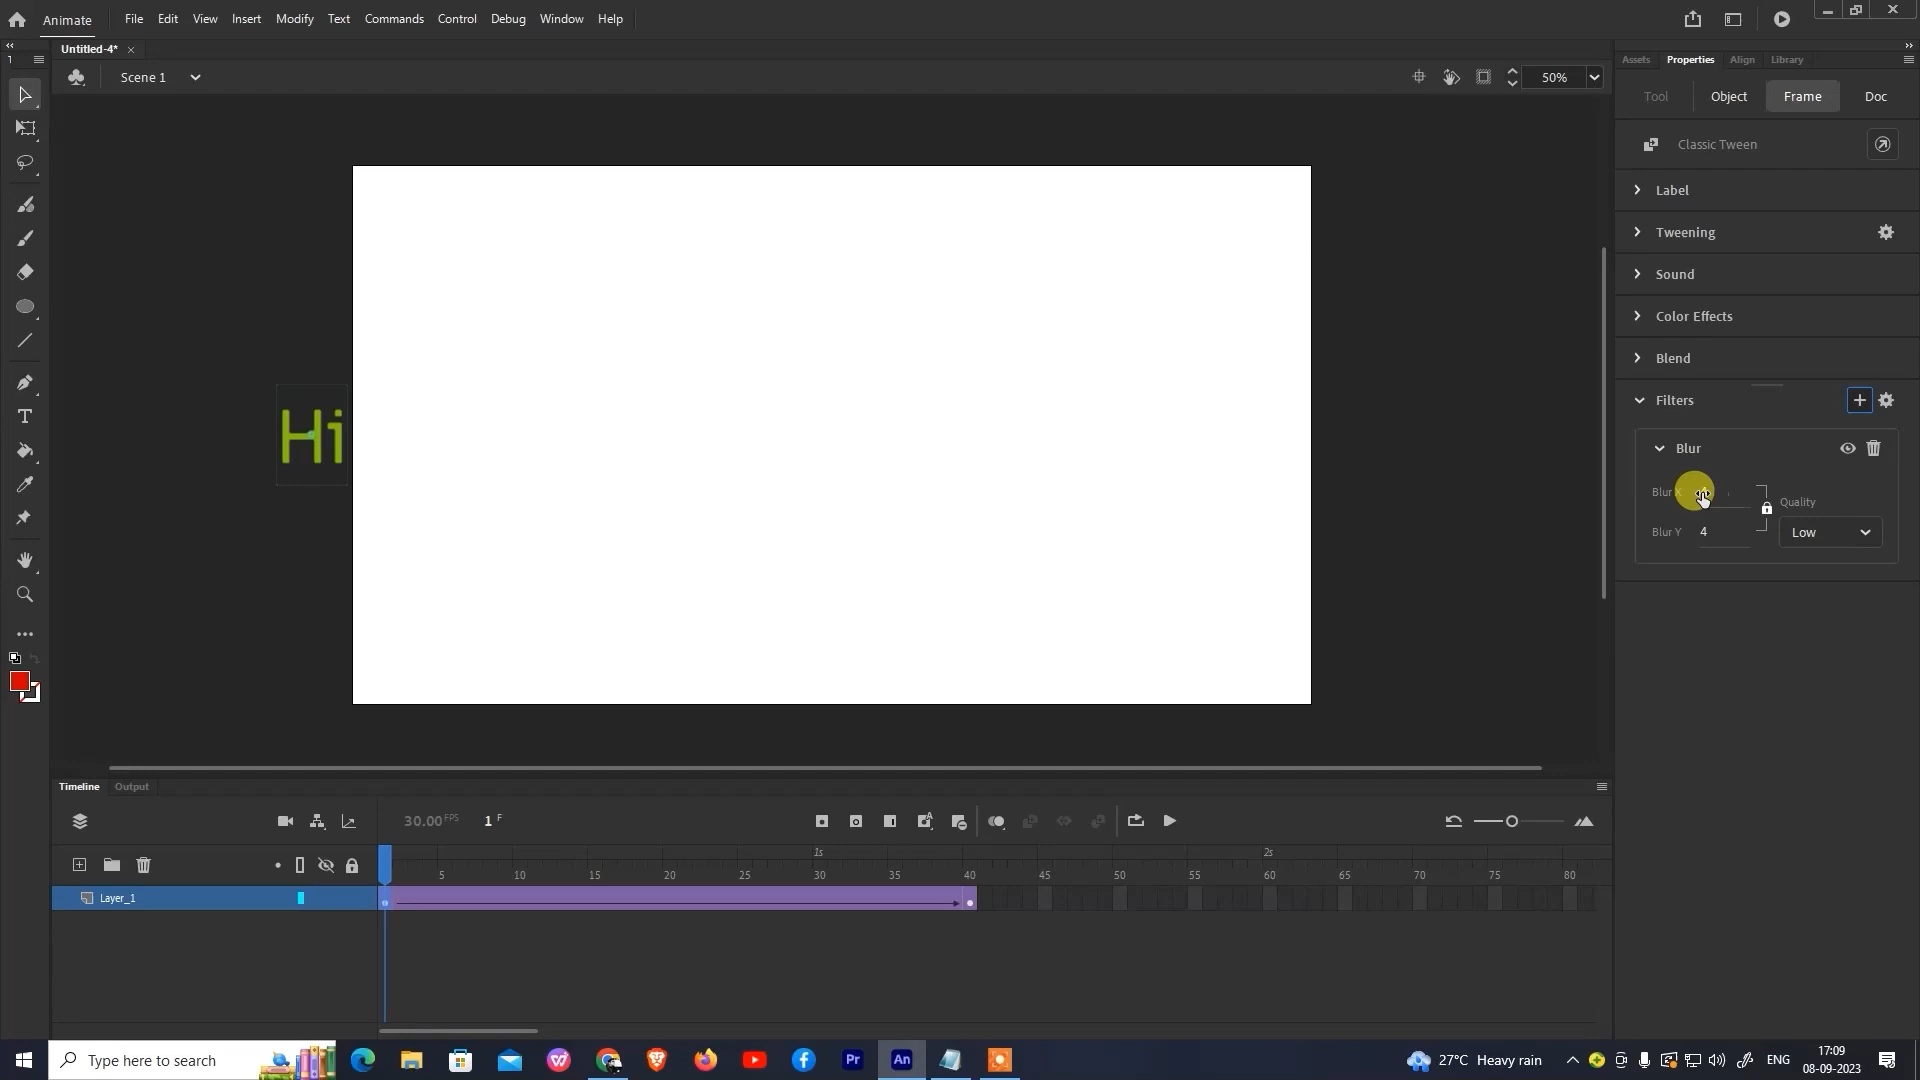 Animate File Edit View Insert Modify Text Commands Control Debug Window Help
Untitled-4*
Scene 1
50%
Assets Properties Align Library
Tool Object Frame Doc
Classic Tween
Label
Tweening
Sound
Color Effects
Blend
Filters
Blur
Blur X 4
Quality
Blur Y 4
Low
Hi
Timeline Output
30.00 FPS 1 F
1s 2s
5 10 15 20 25 30 35 40 45 50 55 60 65 70 75 80
Layer_1
Type here to search
Pr An
27°C Heavy rain
ENG
17:09
08-09-2023